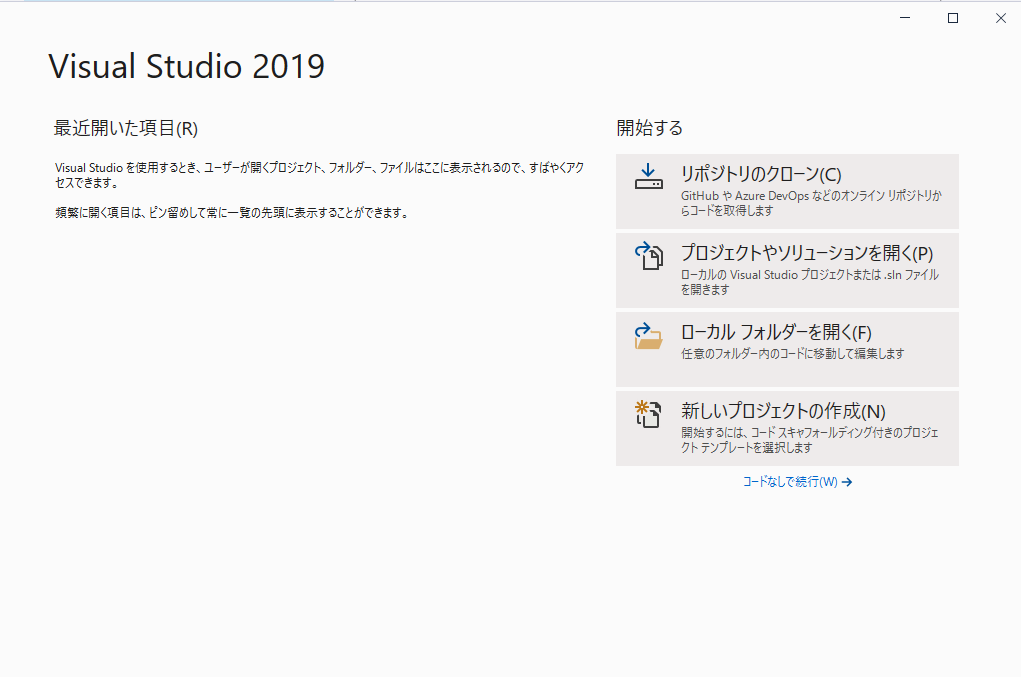 Visual Studio 2019
最近開いた項目(R)
Visual Studio を使用するとき、ユーザーが開くプロジェクト、フォルダー、ファイルはここに表示されるので、すばやくアク
セスできます。
頻繁に開く項目は、ピン留めして常に一覧の先頭に表示することができます。
開始する
リポジトリのクローン(C)
GitHub や Azure DevOps などのオンライン リポジトリか
らコードを取得します
プロジェクトやソリューションを開く(P)
ローカルの Visual Studio プロジェクトまたは .sln ファイル
を開きます
ローカル フォルダーを開く(F)
任意のフォルダー内のコードに移動して編集します
新しいプロジェクトの作成(N)
開始するには、コード スキャフォールディング付きのプロジェ
クト テンプレートを選択します
コードなしで続行(W) →